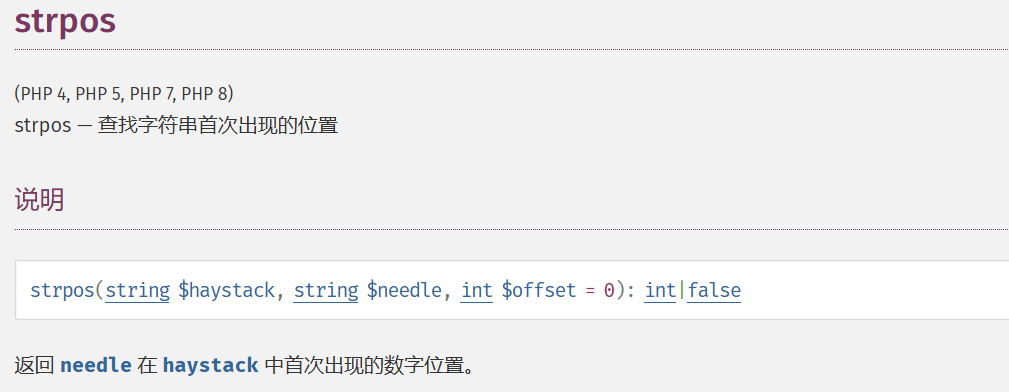 strpos
(PHP 4, PHP 5, PHP 7, PHP 8)
strpos — 查找字符串首次出现的位置
说明
strpos(string $haystack, string $needle, int $offset = 0): int|false
返回 needle 在 haystack 中首次出现的数字位置。